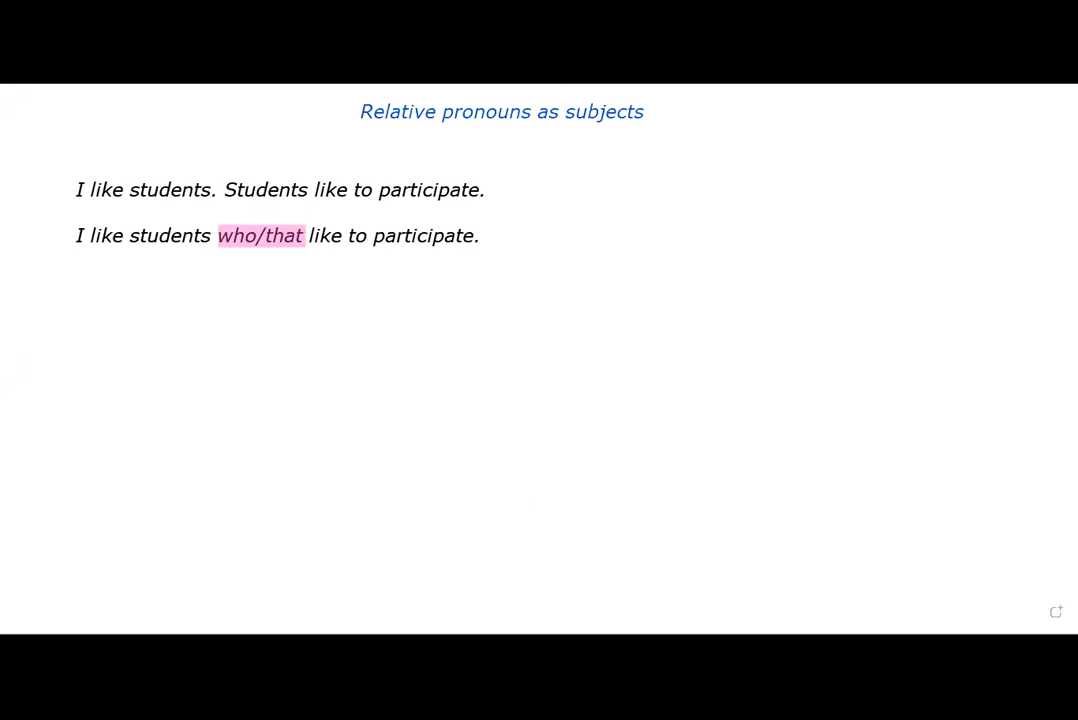 Relative pronouns as subjects
I like students. Students like to participate.
I like students who/that like to participate.